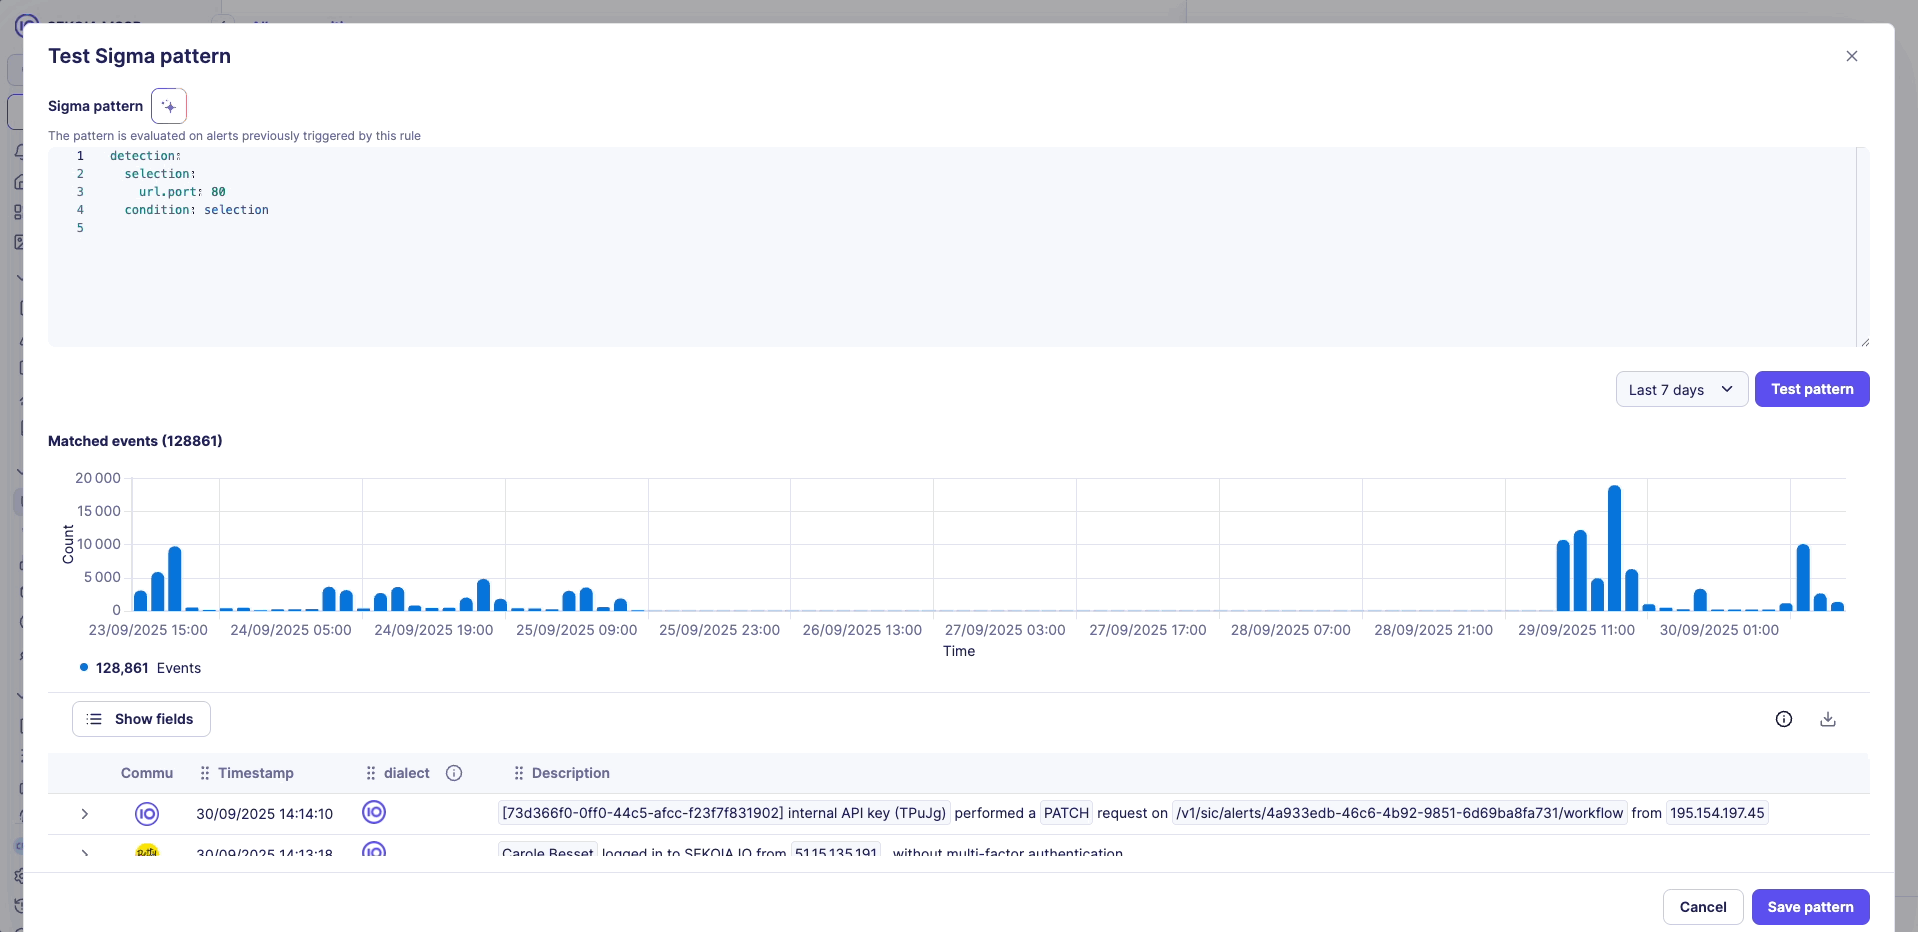 Test Sigma pattern
Sigma pattern
The pattern is evaluated on alerts previously triggered by this rule
1 detection:
2 selection:
3 url.port: 80
4 condition: selection
5
Last 7 days
Test pattern
Matched events (128861)
20 000
15 000
10 000
5 000
0
Count
23/09/2025 15:00 24/09/2025 05:00 24/09/2025 19:00 25/09/2025 09:00 25/09/2025 23:00 26/09/2025 13:00 27/09/2025 03:00 27/09/2025 17:00 28/09/2025 07:00 28/09/2025 21:00 29/09/2025 11:00 30/09/2025 01:00
Time
128,861 Events
Show fields
Commu Timestamp dialect Description
30/09/2025 14:14:10 [73d366f0-0ff0-44c5-afcc-f23f7f831902] internal API key (TPuJg) performed a PATCH request on /v1/sic/alerts/4a933edb-46c6-4b92-9851-6d69ba8fa731/workflow from 195.154.197.45
30/09/2025 14:13:18 Carole Besset logged in to SEKOIA.IO from 51.15.135.191 without multi-factor authentication
Cancel
Save pattern